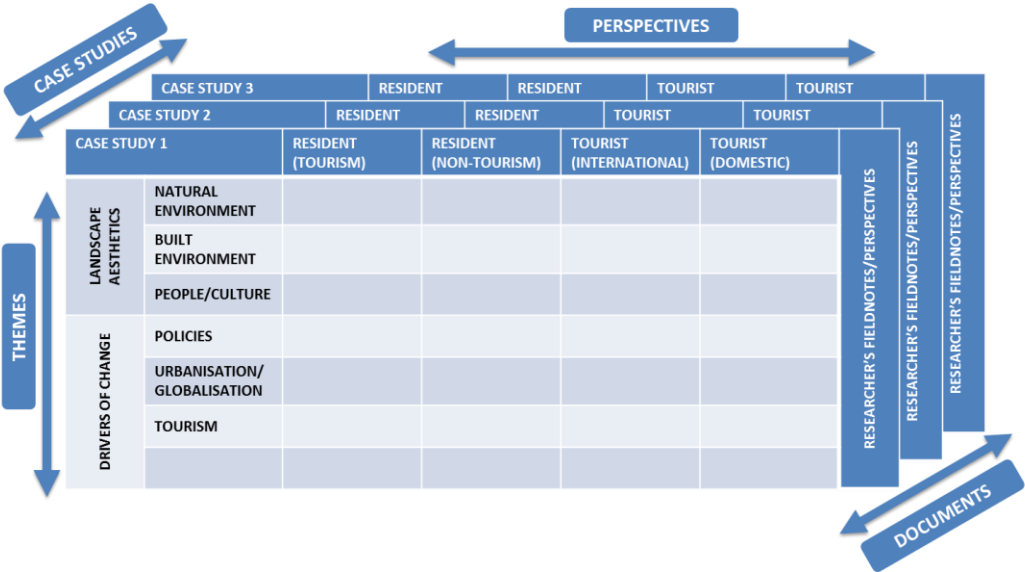 PERSPECTIVES
CASE STUDIES
CASE STUDY 3 RESIDENT RESIDENT TOURIST TOURIST
CASE STUDY 2 RESIDENT RESIDENT TOURIST TOURIST
CASE STUDY 1 RESIDENT (TOURISM) RESIDENT (NON-TOURISM) TOURIST (INTERNATIONAL) TOURIST (DOMESTIC)
THEMES
LANDSCAPE
AESTHETICS
NATURAL
ENVIRONMENT
BUILT
ENVIRONMENT
PEOPLE/CULTURE
DRIVERS OF CHANGE
POLICIES
URBANISATION/
GLOBALISATION
TOURISM
RESEARCHER'S FIELDNOTES/PERSPECTIVES
RESEARCHER'S FIELDNOTES/PERSPECTIVES
RESEARCHER'S FIELDNOTES/PERSPECTIVES
DOCUMENTS